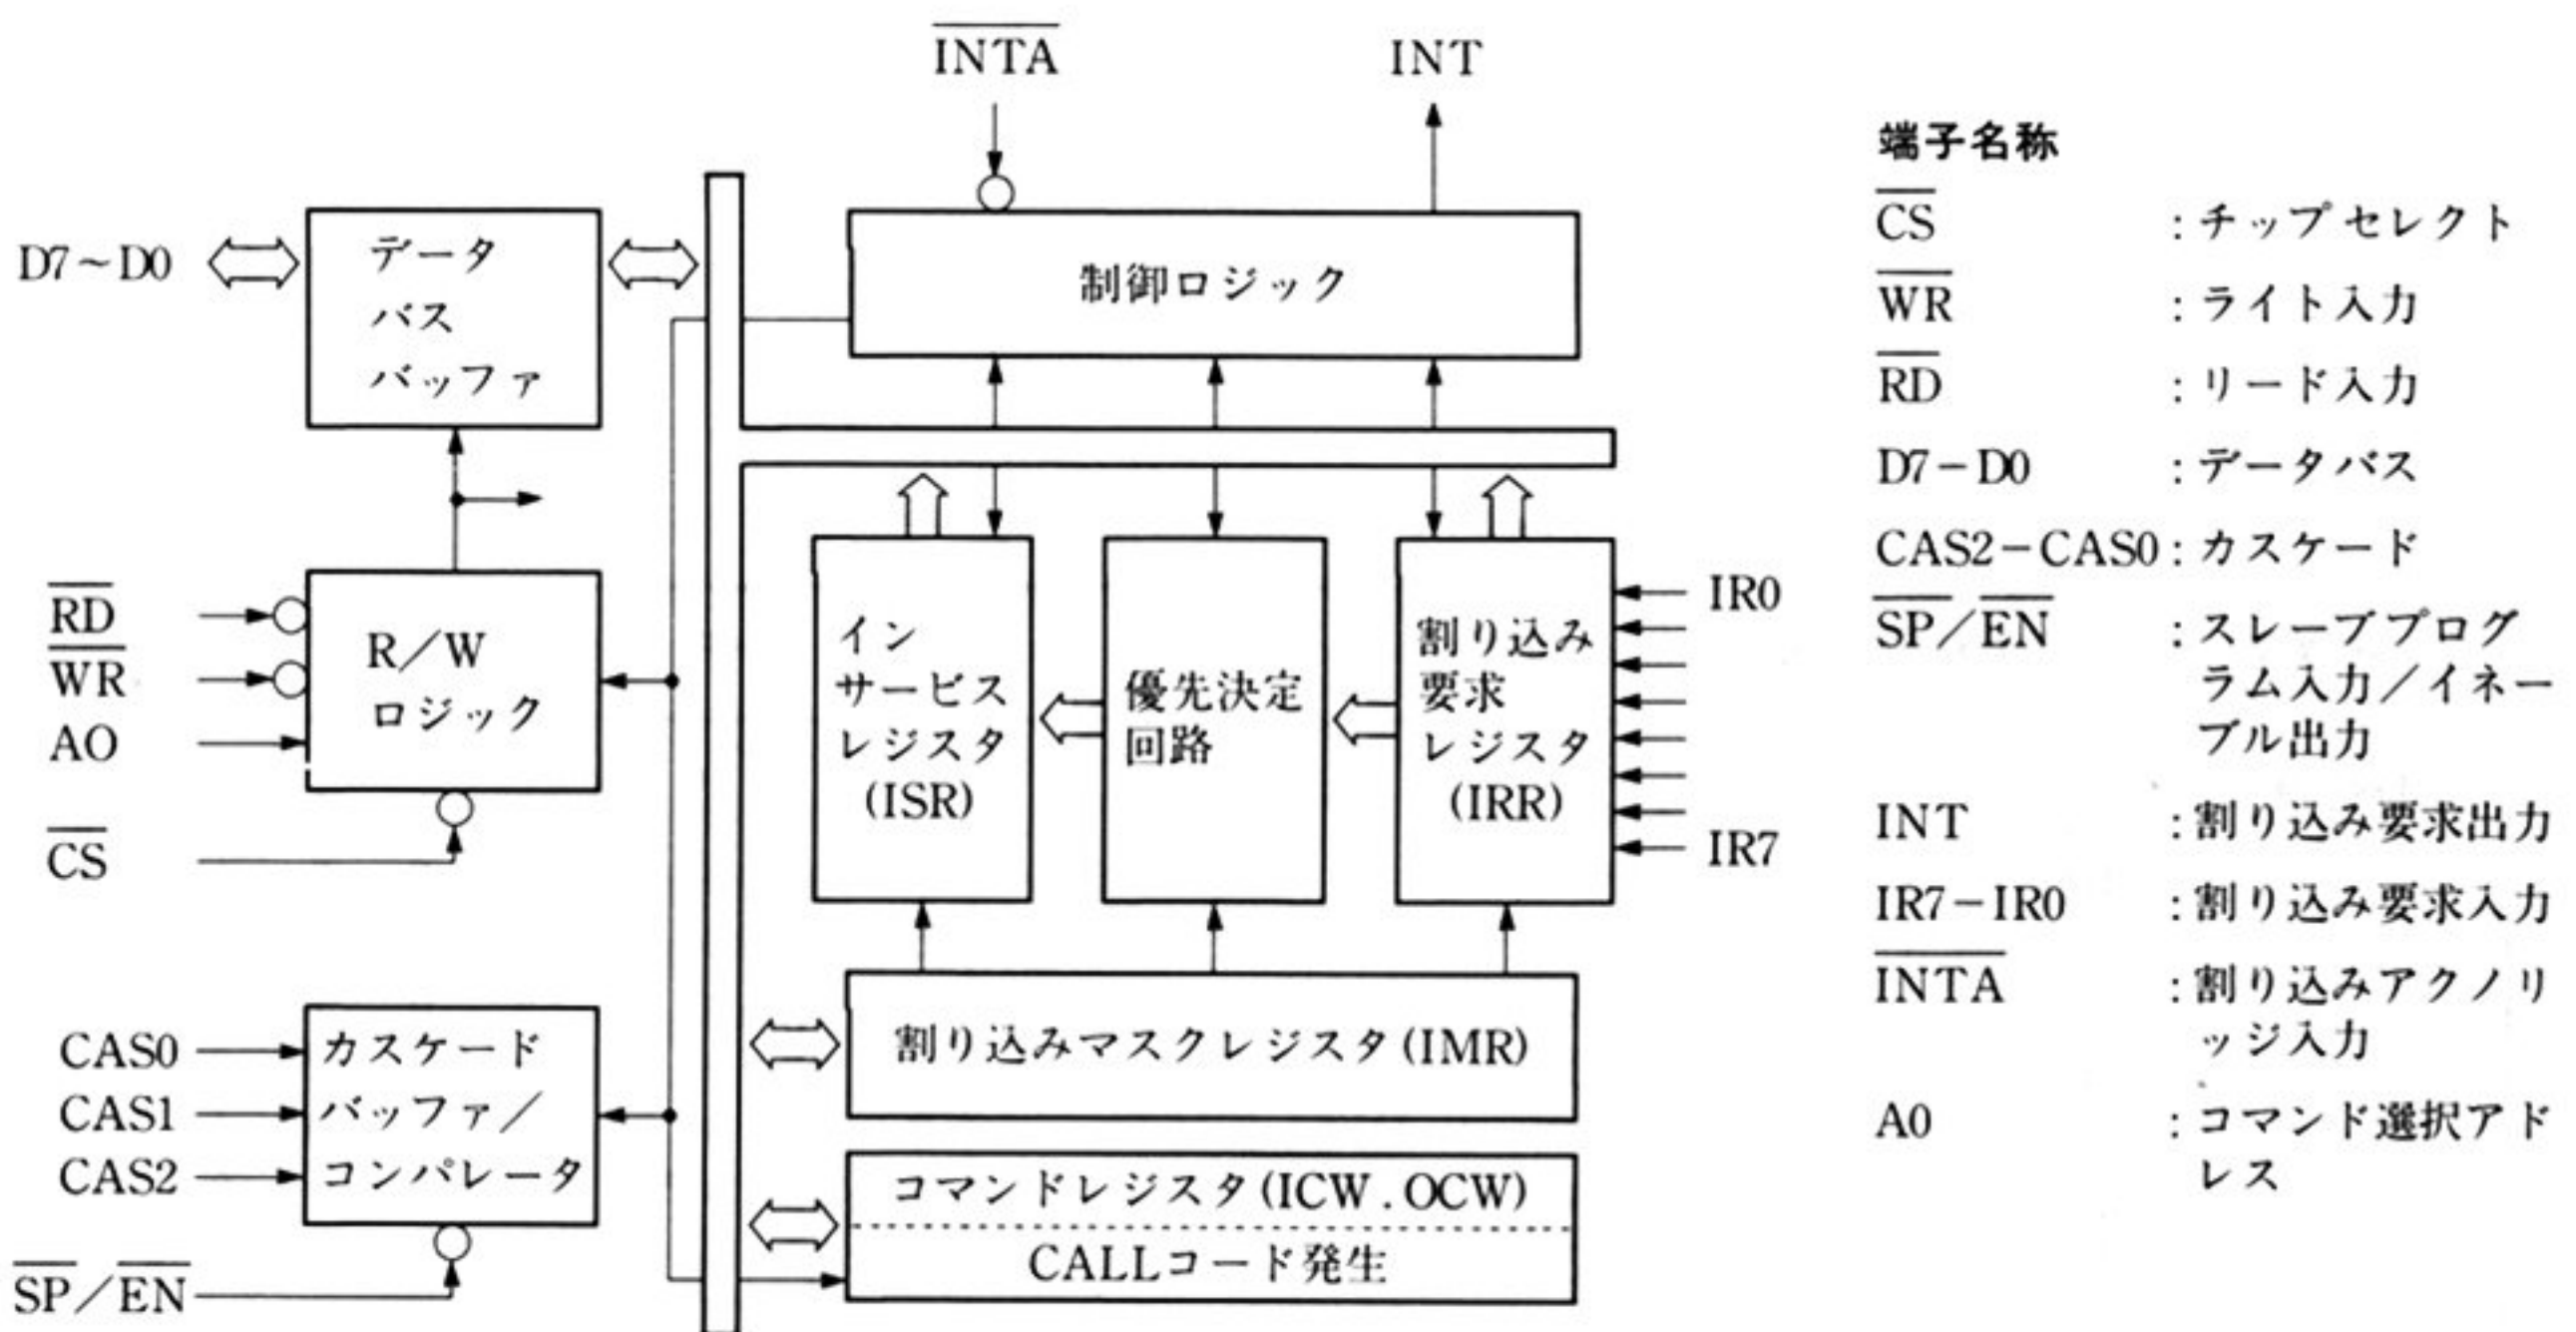 INTA
INT
D7～D0
データ
バス
バッファ
制御ロジック
RD
WR
AO
CS
R／W
ロジック
イン
サービス
レジスタ
(ISR)
優先決定
回路
割り込み
要求
レジスタ
(IRR)
IR0
IR7
CAS0
CAS1
CAS2
SP／EN
カスケード
バッファ／
コンパレータ
割り込みマスクレジスタ(IMR)
コマンドレジスタ(ICW．OCW)
CALLコード発生
端子名称
CS :チップセレクト
WR :ライト入力
RD :リード入力
D7－D0 :データバス
CAS2－CAS0:カスケード
SP／EN :スレーブプログ
ラム入力／イネー
ブル出力
INT :割り込み要求出力
IR7－IR0 :割り込み要求入力
INTA :割り込みアクノリ
ッジ入力
A0 :コマンド選択アド
レス